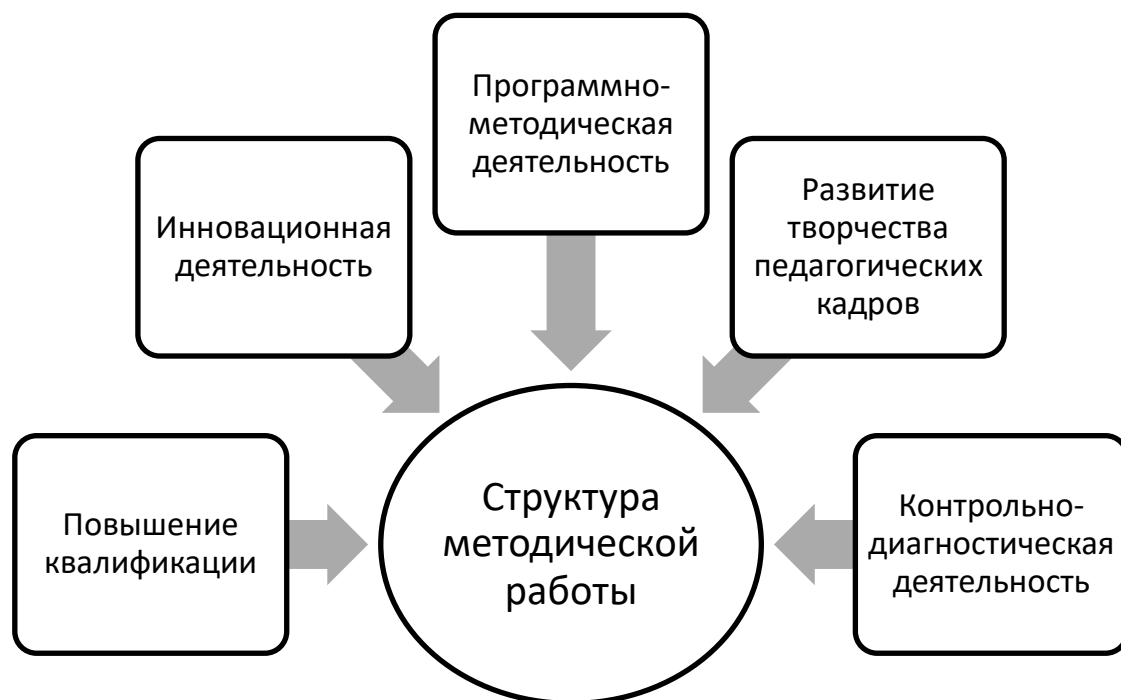 Программно-
методическая
деятельность
Инновационная
деятельность
Развитие
творчества
педагогических
кадров
Повышение
квалификации
Структура
методической
работы
Контрольно-
диагностическая
деятельность